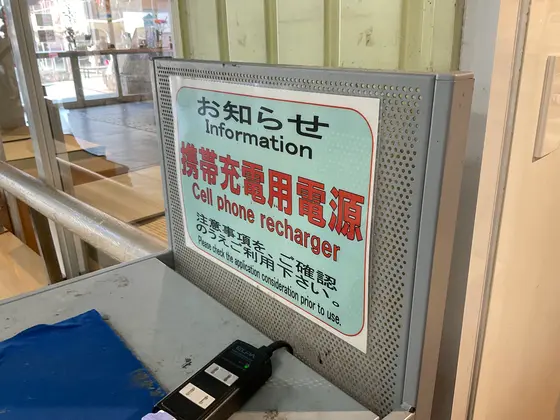 お知らせ
Information
携帯充電用電源
Cell phone recharger
注意事項を、ご確認
のうえご利用下さい。
Please check the application consideration prior to use.